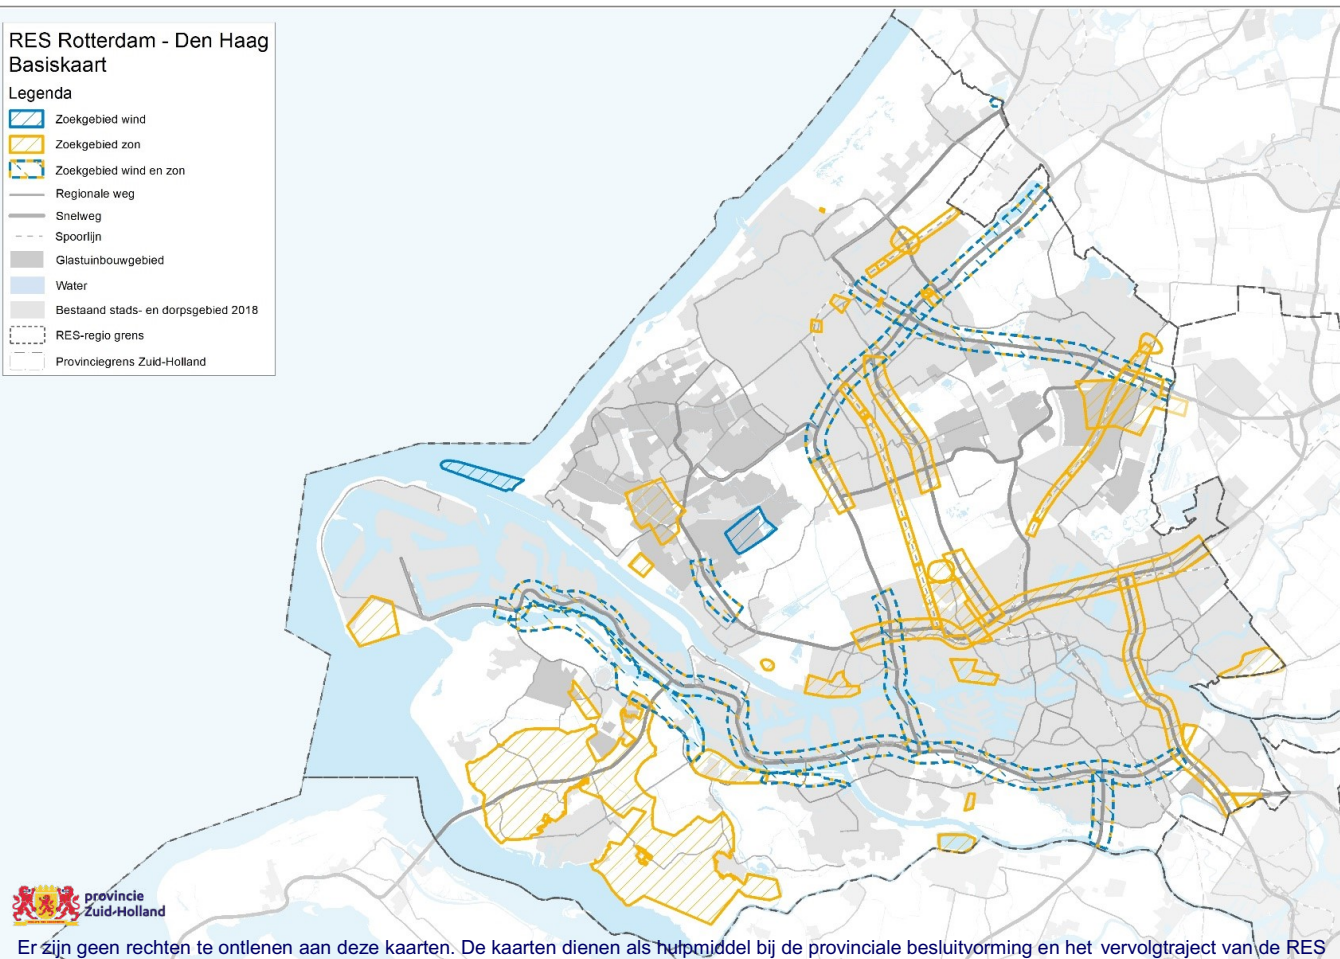 RES Rotterdam - Den Haag
Basiskaart
Legenda
Zoekgebied wind
Zoekgebied zon
Zoekgebied wind en zon
Regionale weg
Snelweg
Spoorlijn
Glastuinbouwgebied
Water
Bestaand stads- en dorpsgebied 2018
RES-regio grens
Provinciegrens Zuid-Holland
provincie
Zuid-Holland
Er zijn geen rechten te ontlenen aan deze kaarten. De kaarten dienen als hulpmiddel bij de provinciale besluitvorming en het vervolgtraject van de RES